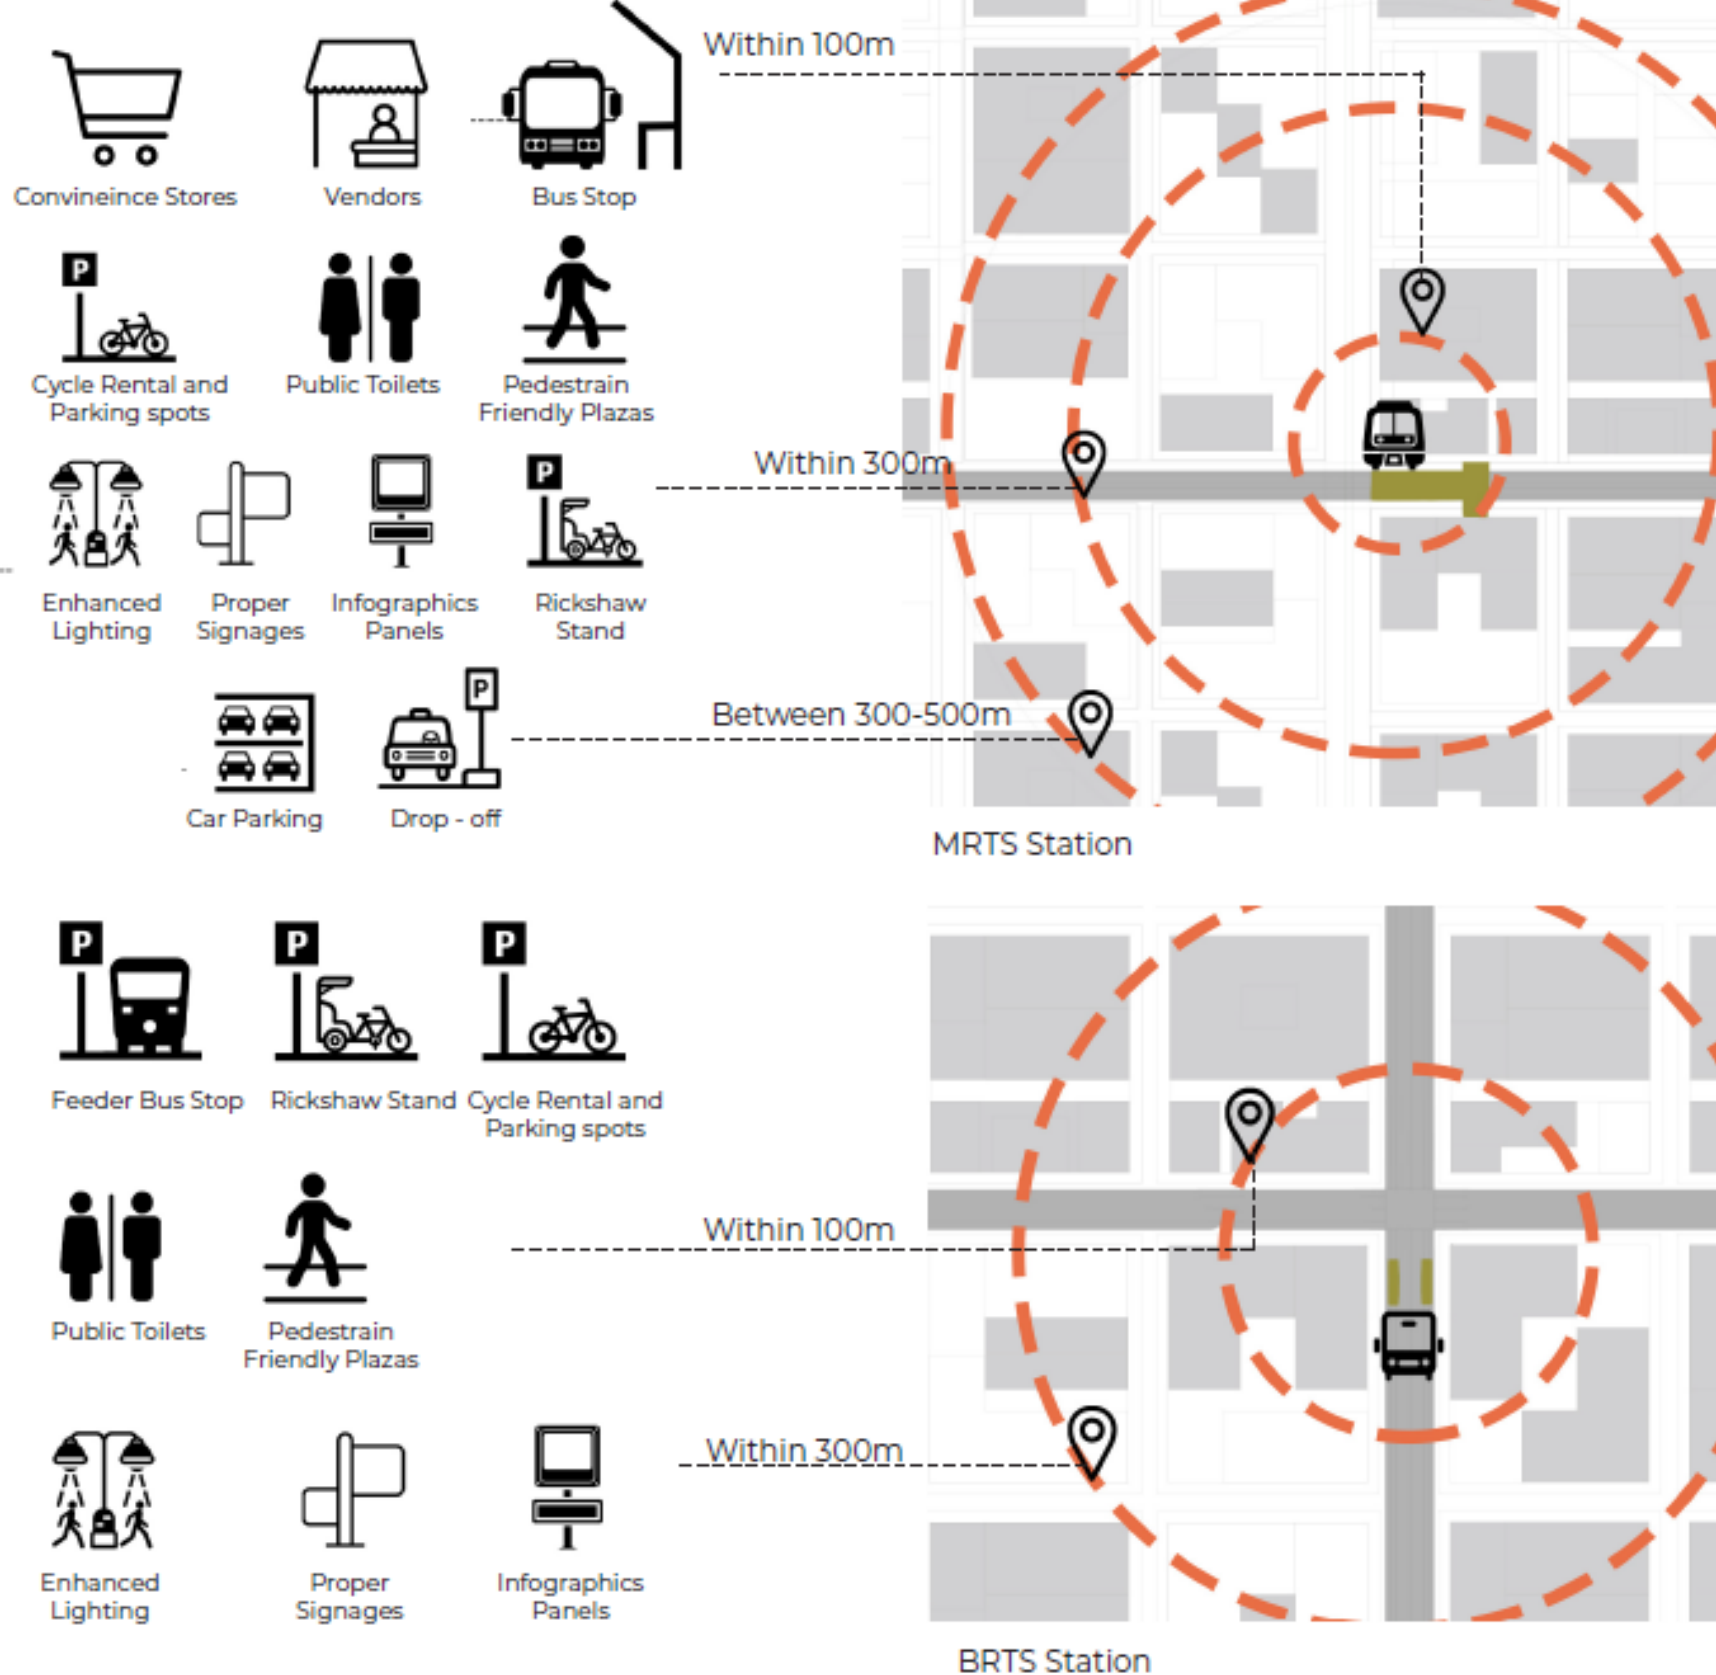 Within 100m
Convineince Stores
Vendors
Bus Stop
P
Cycle Rental and
Parking spots
Public Toilets
Pedestrain
Friendly Plazas
Within 300m
P
Enhanced
Lighting
Proper
Signages
Infographics
Panels
Rickshaw
Stand
P
Between 300-500m
Car Parking
Drop - off
MRTS Station
P
P
P
Feeder Bus Stop
Rickshaw Stand
Cycle Rental and
Parking spots
Within 100m
Public Toilets
Pedestrain
Friendly Plazas
Within 300m
Enhanced
Lighting
Proper
Signages
Infographics
Panels
BRTS Station